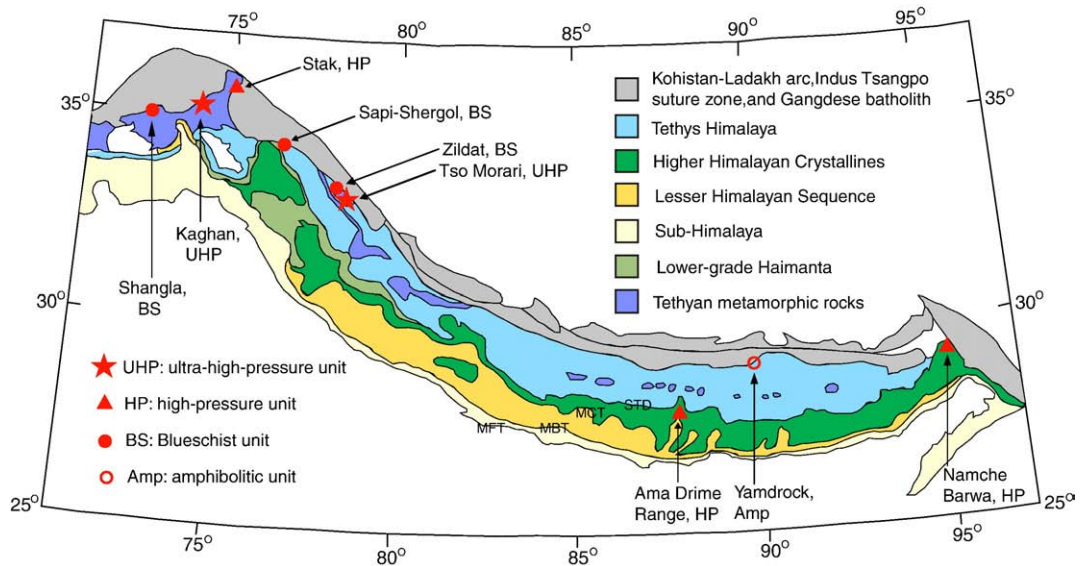 75°
80°
85°
90°
95°
35°
30°
25°
35°
30°
25°
75°
80°
85°
90°
95°
Stak, HP
Sapi-Shergol, BS
Zildat, BS
Tso Morari, UHP
Kaghan,
UHP
Shangla,
BS
Kohistan-Ladakh arc,Indus Tsangpo
suture zone,and Gangdese batholith
Tethys Himalaya
Higher Himalayan Crystallines
Lesser Himalayan Sequence
Sub-Himalaya
Lower-grade Haimanta
Tethyan metamorphic rocks
UHP: ultra-high-pressure unit
HP: high-pressure unit
BS: Blueschist unit
Amp: amphibolitic unit
MFT
MBT
MCT
STD
Ama Drime
Range, HP
Yamdrock,
Amp
Namche
Barwa, HP